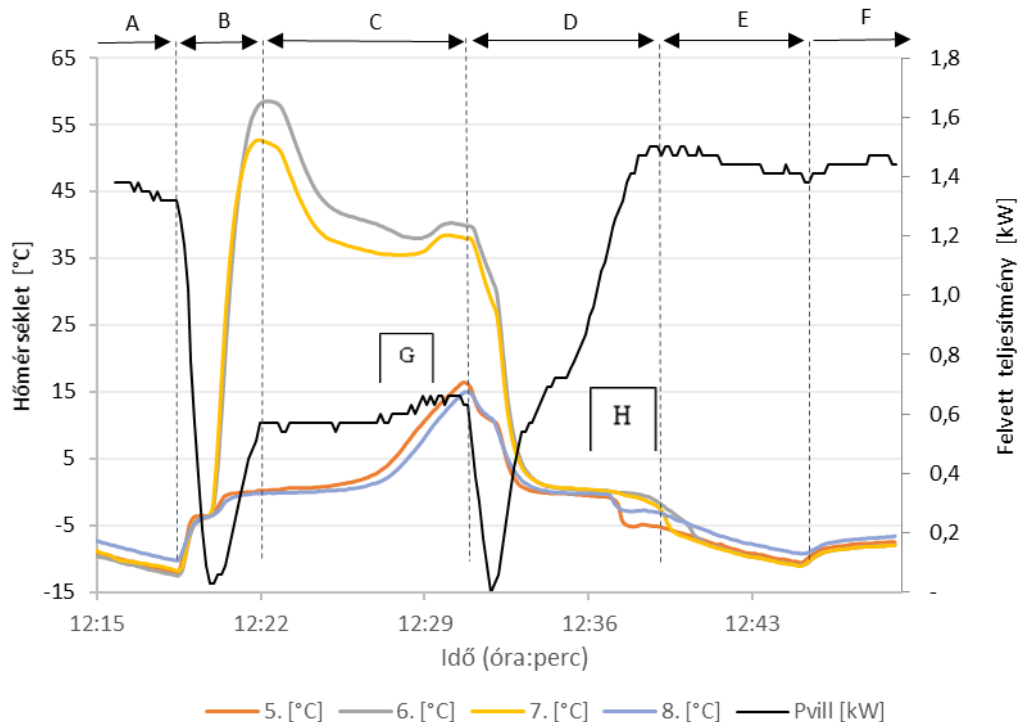 A B C D E F
65 1,8
55 1,6
45 1,4
35 1,2
25 1,0
15 0,8
5 0,6
-5 0,4
-15 0,2
-
Hőmérséklet [°C]
Felvett teljesítmény [kW]
G
H
12:15 12:22 12:29 12:36 12:43
Idő (óra:perc)
5. [°C] 6. [°C] 7. [°C] 8. [°C] Pvill [kW]